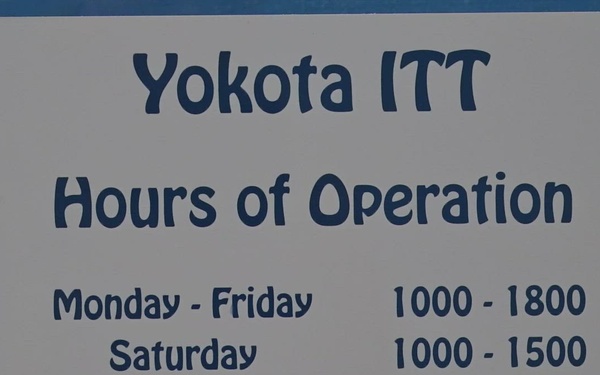 Yokota ITT
Hours of Operation
Monday - Friday 1000 - 1800
Saturday 1000 - 1500